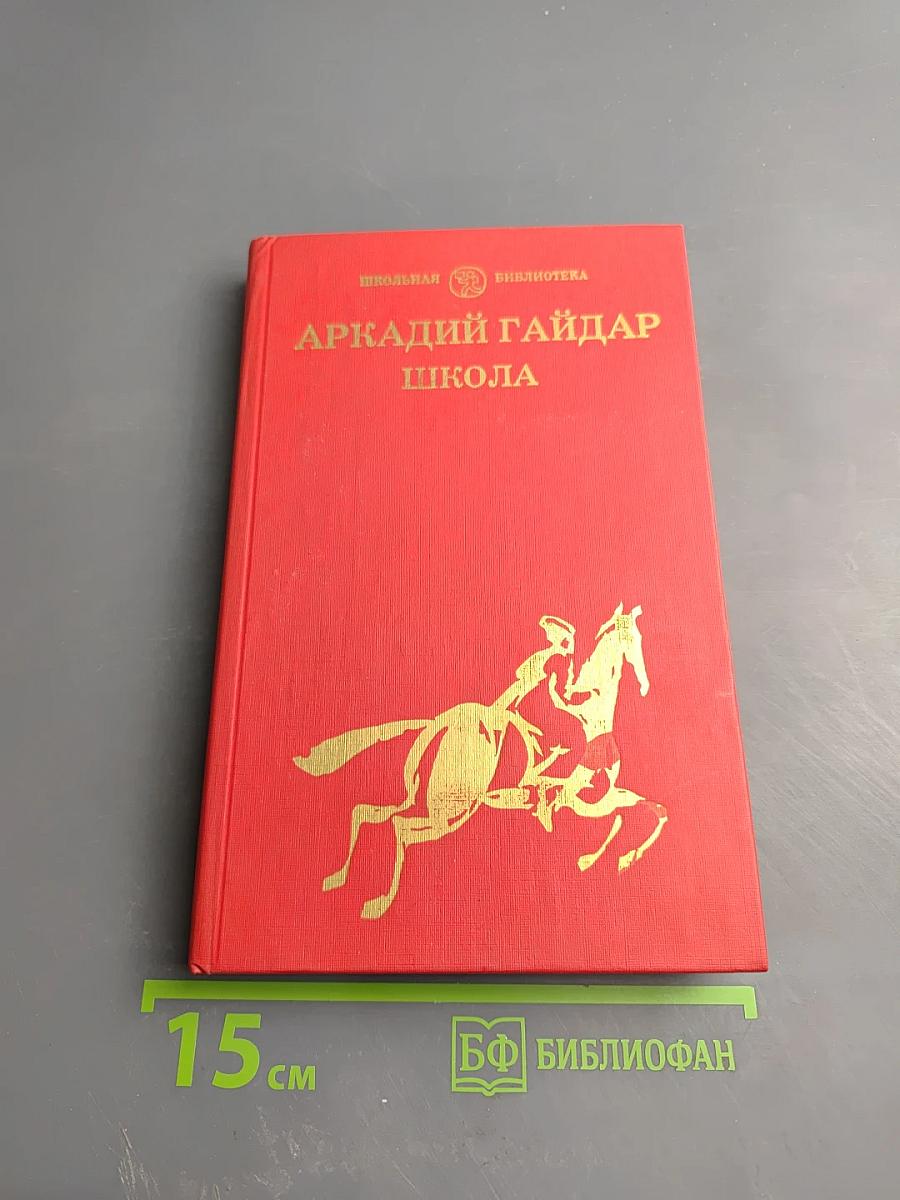 ШКОЛЬНАЯ БИБЛИОТЕКА
АРКАДИЙ ГАЙДАР
ШКОЛА
15 см
БФ БИБЛИОФАН